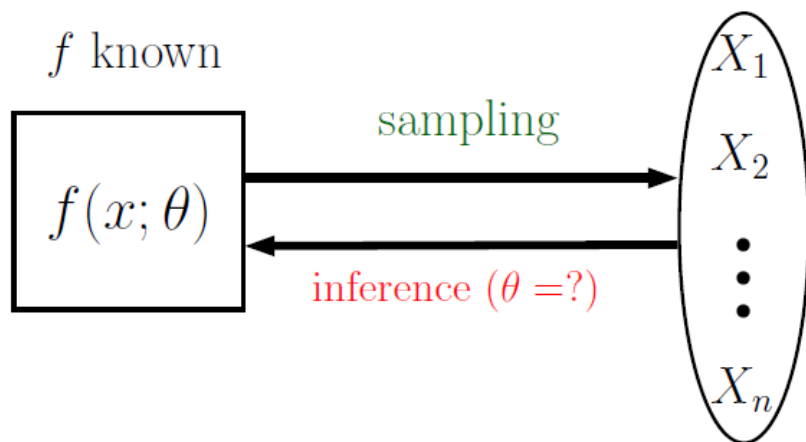 f known
f(x; θ)
sampling
inference (θ =?)
X₁
X₂
⋮
Xₙ